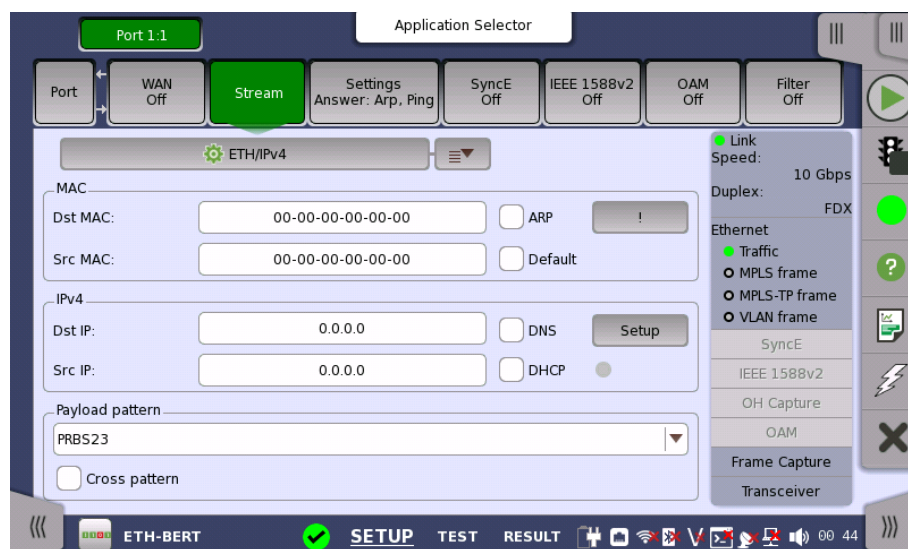 Application Selector
Port 1:1
Port
WAN
Off
Stream
Settings
Answer: Arp, Ping
SyncE
Off
IEEE 1588v2
Off
OAM
Off
Filter
Off
ETH/IPv4
MAC
Dst MAC: 00-00-00-00-00-00 ARP !
Src MAC: 00-00-00-00-00-00 Default
IPv4
Dst IP: 0.0.0.0 DNS Setup
Src IP: 0.0.0.0 DHCP
Payload pattern
PRBS23
Cross pattern
Link
Speed:
10 Gbps
Duplex:
FDX
Ethernet
Traffic
MPLS frame
MPLS-TP frame
VLAN frame
SyncE
IEEE 1588v2
OH Capture
OAM
Frame Capture
Transceiver
?
ETH-BERT SETUP TEST RESULT 00 44